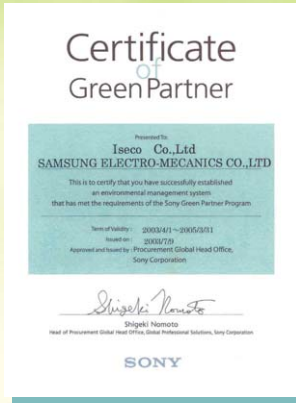 Certificate
of
Green Partner
Presented To:
Iseco Co.,Ltd
SAMSUNG ELECTRO-MECANICS CO.,LTD
This is to certify that you have successfully established
an environmental management system
that has met the requirements of the Sony Green Partner Program
Term of Validity : 2003/4/1~2005/3/31
Issued on : 2003/7/9
Approved and Issued by : Procurement Global Head Office,
Sony Corporation
Shigeki Nomoto
Shigeki Nomoto
Head of Procurement Global Head Office, Global Professional Solutions, Sony Corporation
SONY